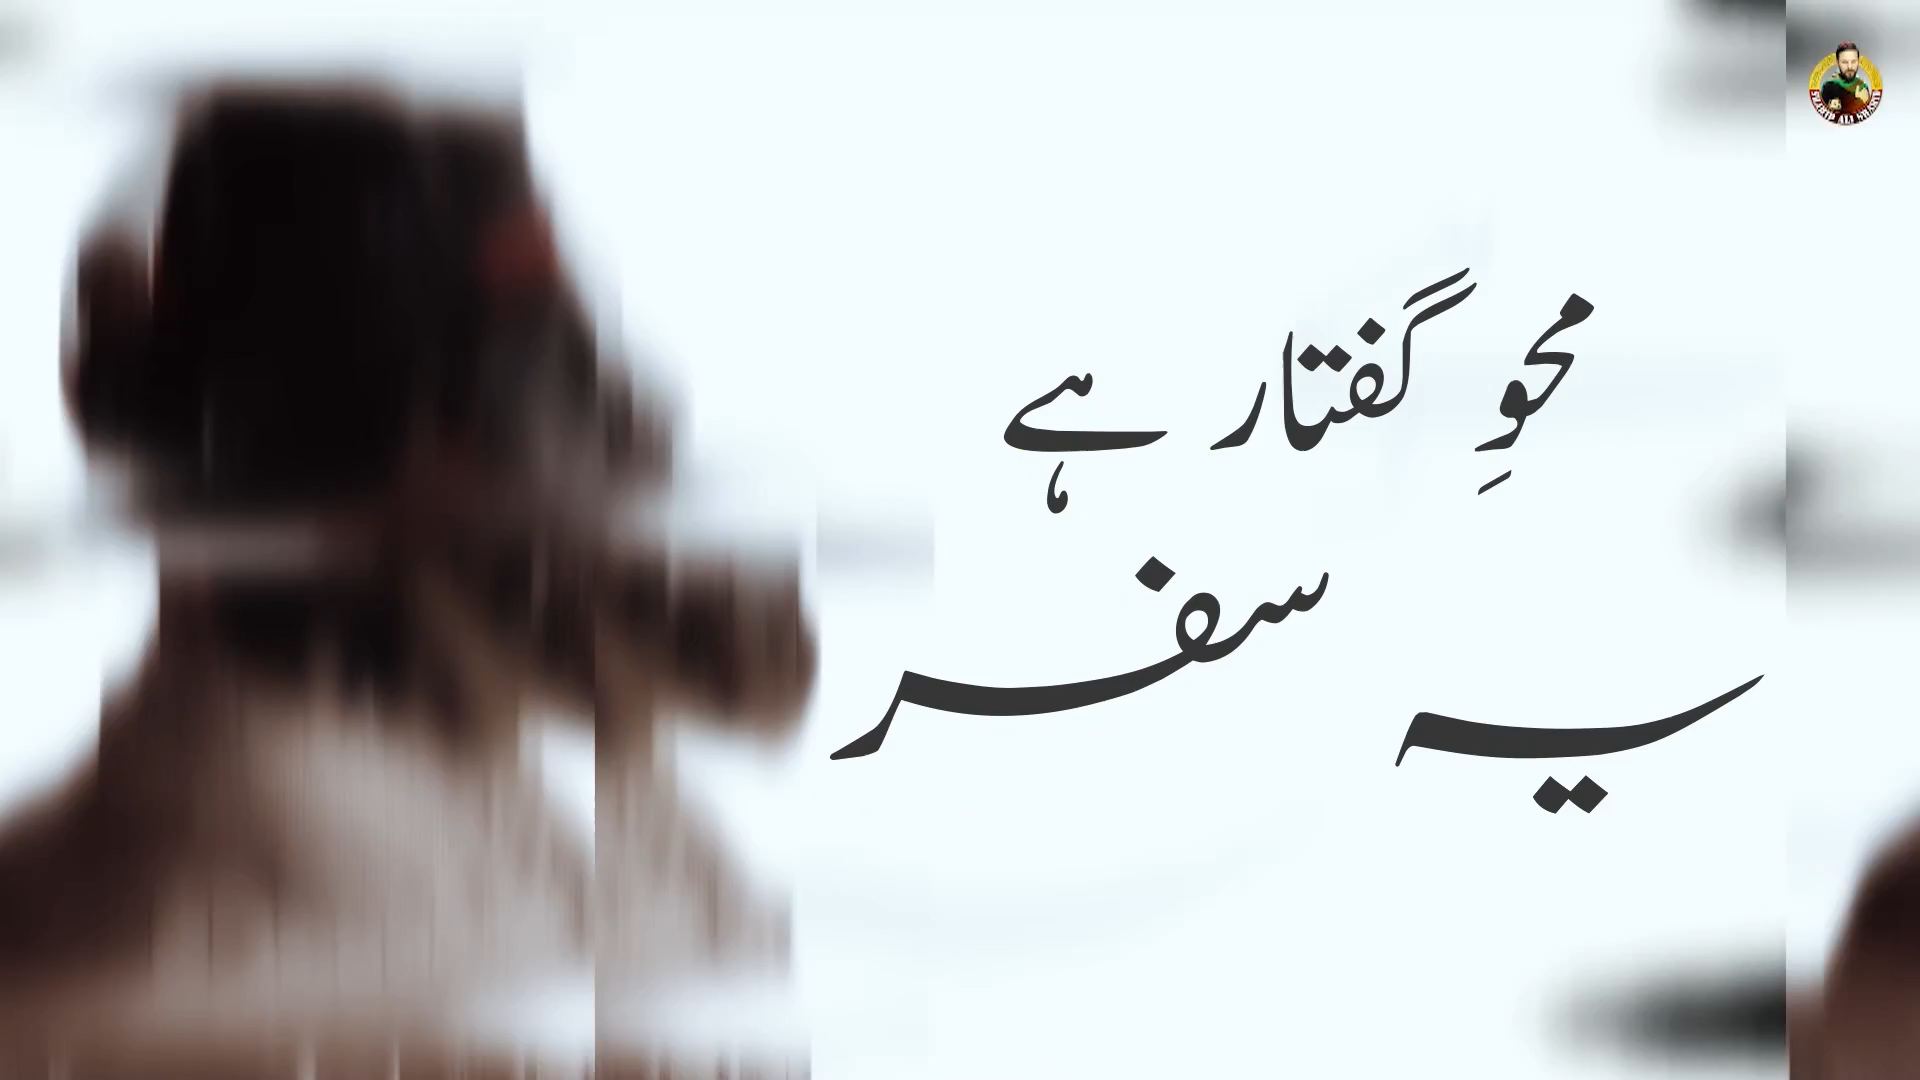 محوِ گفتار ہے
یہ سفر